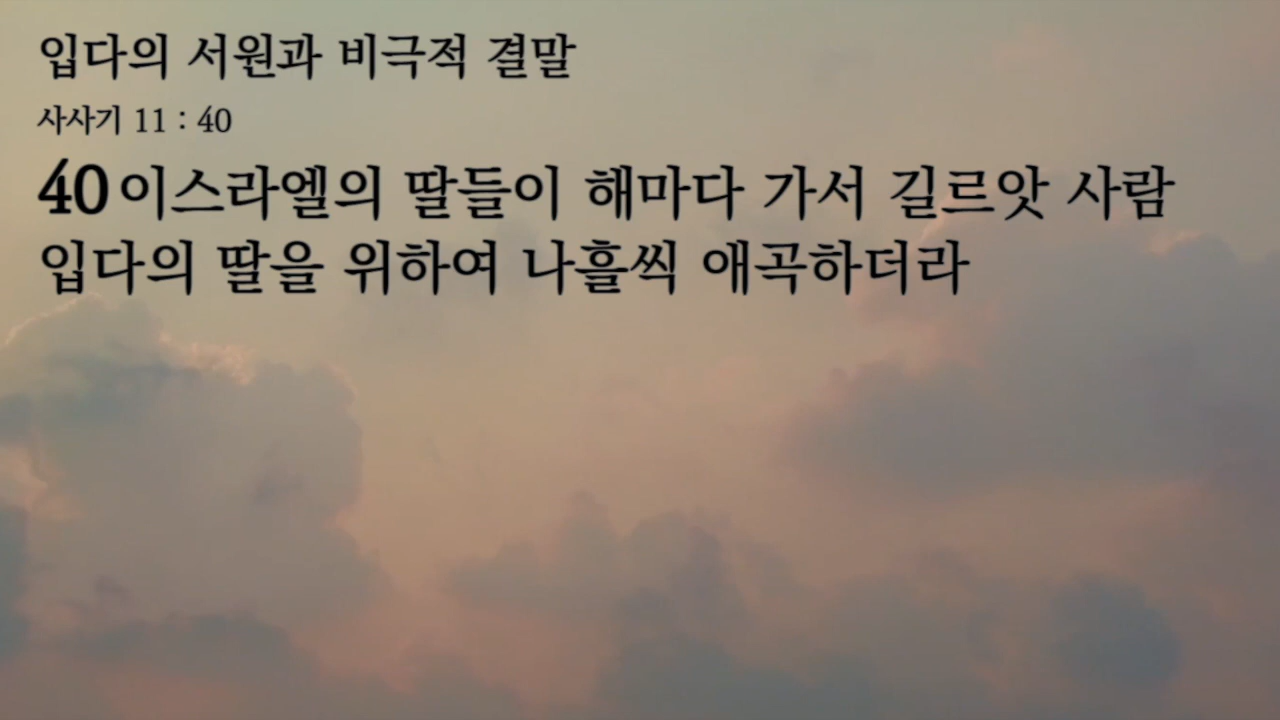 입다의 서원과 비극적 결말
사사기 11 : 40
40 이스라엘의 딸들이 해마다 가서 길르앗 사람
입다의 딸을 위하여 나흘씩 애곡하더라